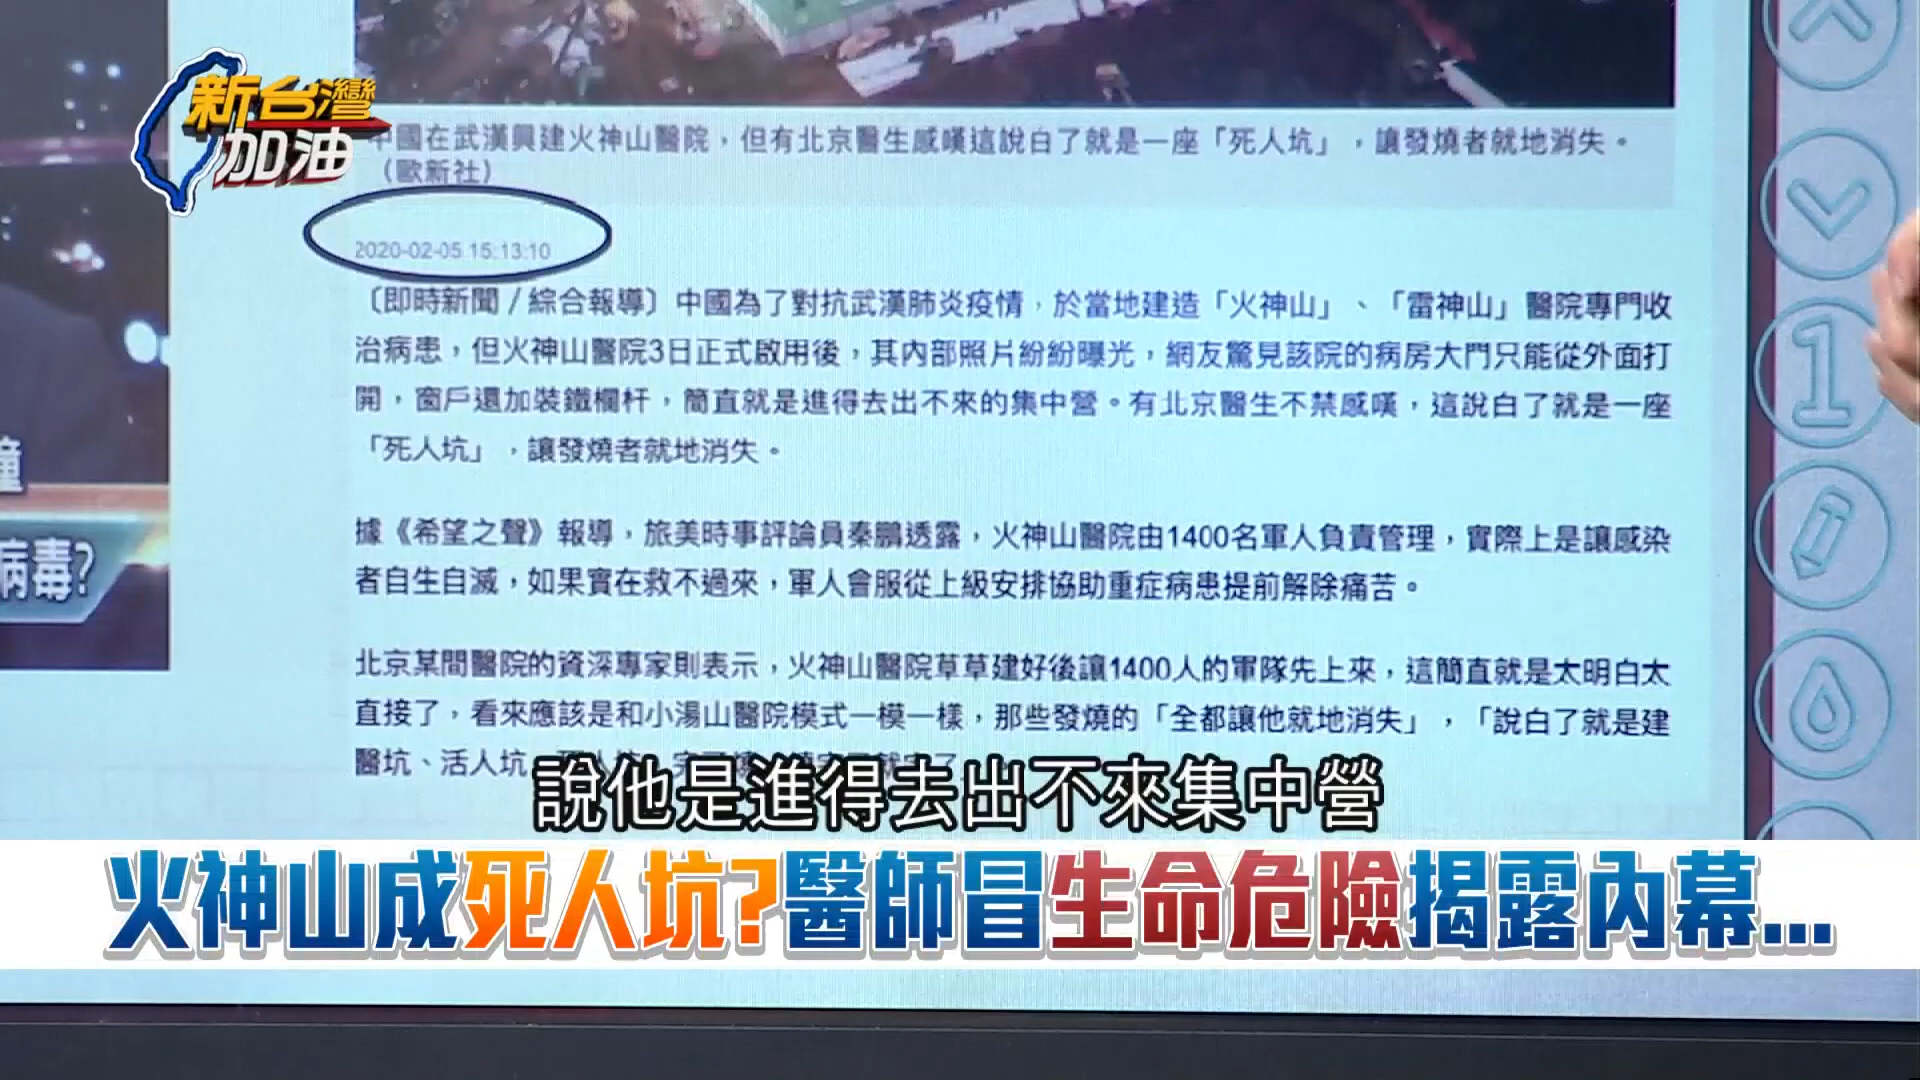 新台灣
加油
中國在武漢興建火神山醫院，但有北京醫生感嘆這說白了就是一座「死人坑」，讓發燒者就地消失。
（歐新社）
2020-02-05 15:13:10
〔即時新聞／綜合報導〕中國為了對抗武漢肺炎疫情，於當地建造「火神山」、「雷神山」醫院專門收
治病患，但火神山醫院3日正式啟用後，其內部照片紛紛曝光，網友驚見該院的病房大門只能從外面打
開，窗戶還加裝鐵欄杆，簡直就是進得去出不來的集中營。有北京醫生不禁感嘆，這說白了就是一座
「死人坑」，讓發燒者就地消失。
據《希望之聲》報導，旅美時事評論員秦鵬透露，火神山醫院由1400名軍人負責管理，實際上是讓感染
者自生自滅，如果實在救不過來，軍人會服從上級安排協助重症病患提前解除痛苦。
北京某間醫院的資深專家則表示，火神山醫院草草建好後讓1400人的軍隊先上來，這簡直就是太明白太
直接了，看來應該是和小湯山醫院模式一模一樣，那些發燒的「全都讓他就地消失」，「說白了就是建
醫坑、活人坑
病毒?
1
說他是進得去出不來集中營
火神山成死人坑?醫師冒生命危險揭露內幕...